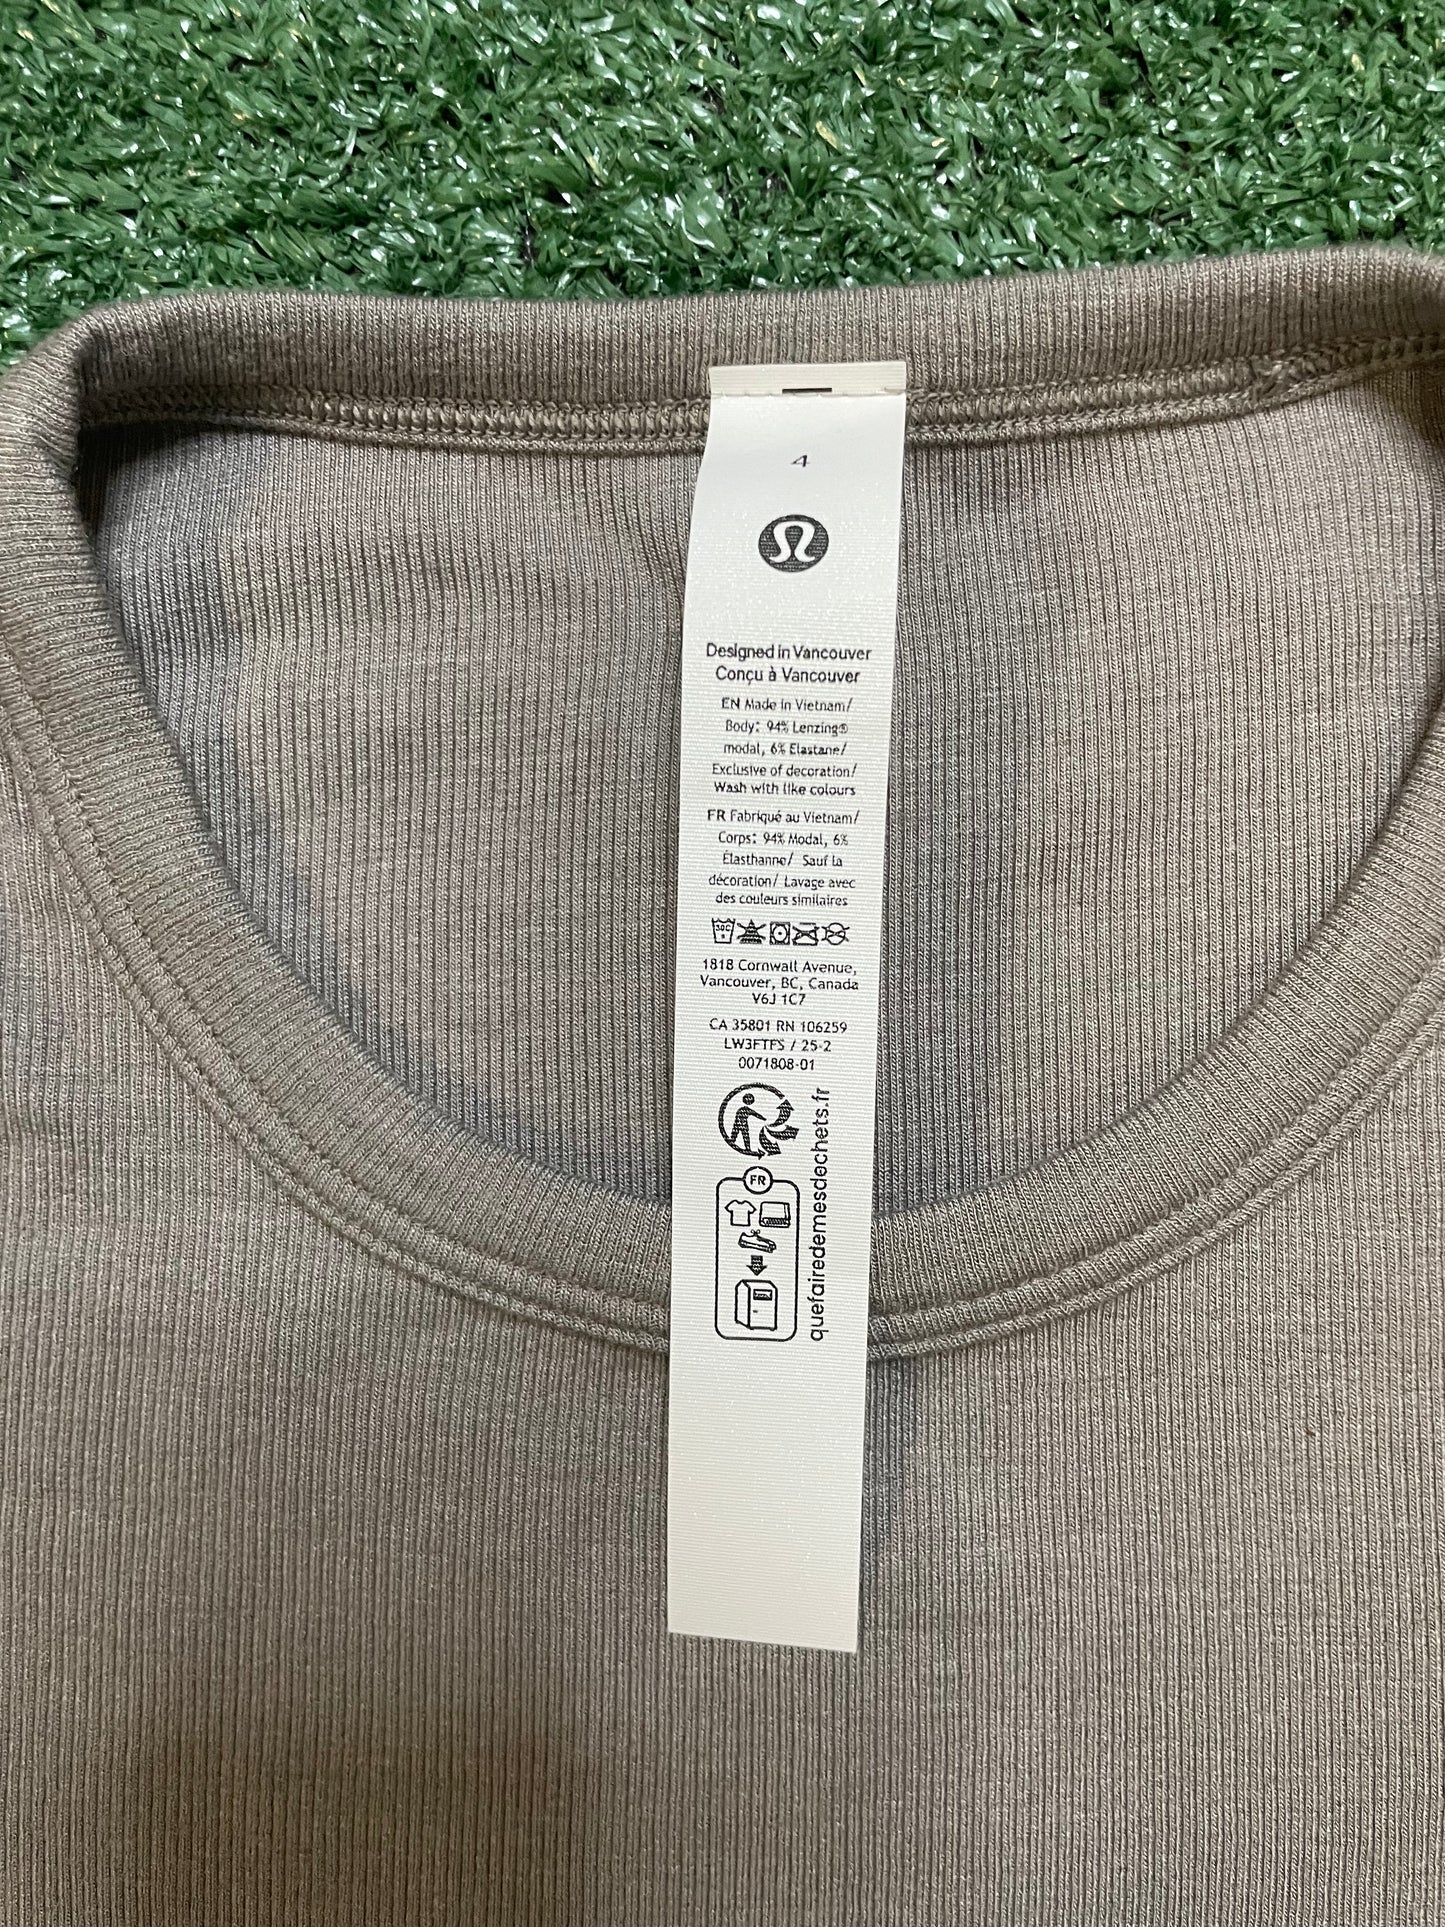 4
Designed in Vancouver
Conçu à Vancouver
EN Made in Vietnam/
Body: 94% Lenzing®
modal, 6% Elastane/
Exclusive of decoration/
Wash with like colours
FR Fabriqué au Vietnam/
Corps: 94% Modal, 6%
Élasthanne/ Sauf la
décoration/ Lavage avec
des couleurs similaires
30C
1818 Cornwall Avenue,
Vancouver, BC, Canada
V6J 1C7
CA 35801 RN 106259
LW3FTFS / 25-2
0071808-01
FR
quefairedemesdechets.fr